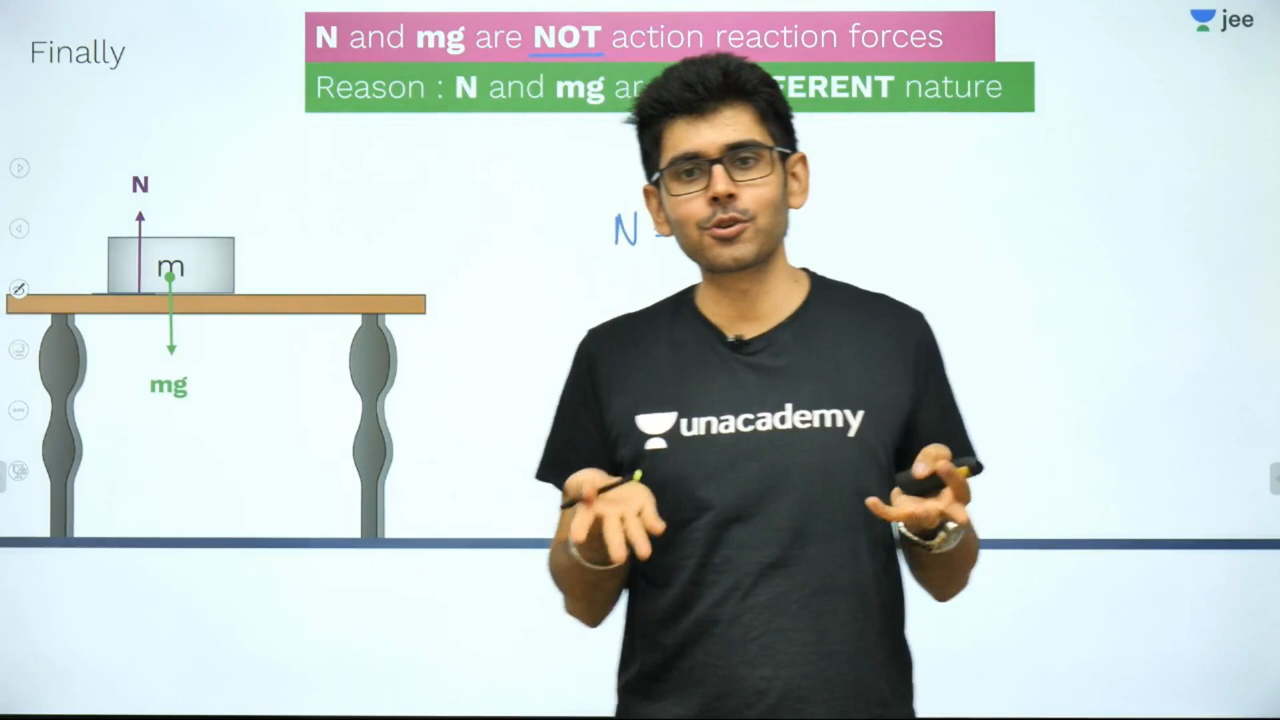 Finally
N and mg are NOT action reaction forces
Reason : N and mg nature
jee
N
m
mg
N
unacademy